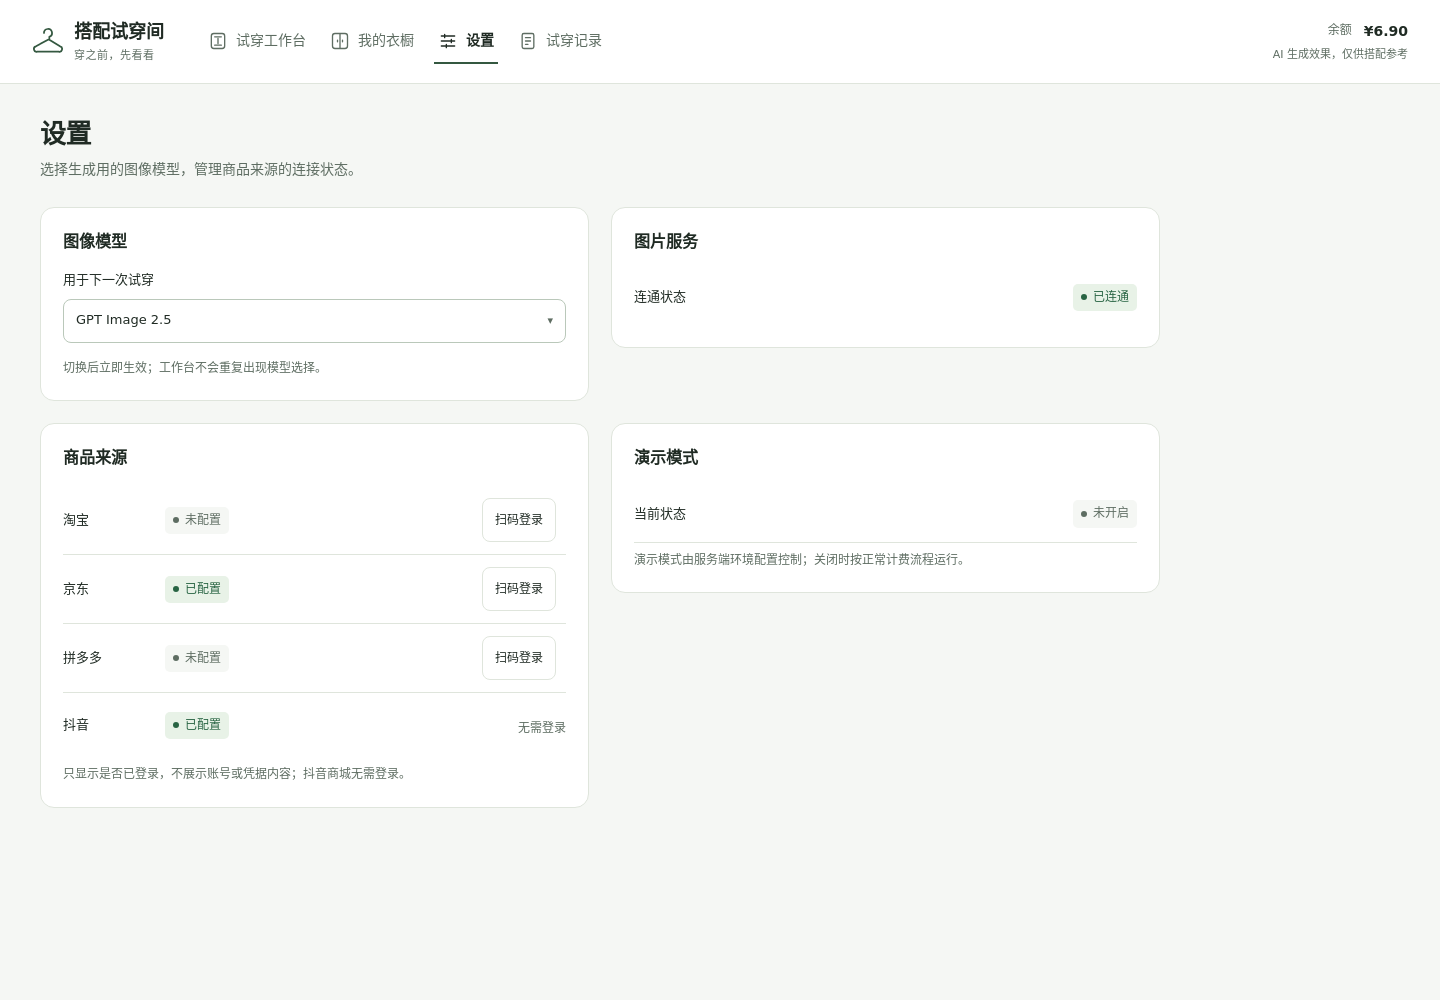 搭配试穿间
穿之前，先看看
试穿工作台
我的衣橱
设置
试穿记录
余额 ¥6.90
AI 生成效果，仅供搭配参考
设置
选择生成用的图像模型，管理商品来源的连接状态。
图像模型
用于下一次试穿
GPT Image 2.5
切换后立即生效；工作台不会重复出现模型选择。
图片服务
连通状态 已连通
商品来源
淘宝 未配置 扫码登录
京东 已配置 扫码登录
拼多多 未配置 扫码登录
抖音 已配置 无需登录
只显示是否已登录，不展示账号或凭据内容；抖音商城无需登录。
演示模式
当前状态 未开启
演示模式由服务端环境配置控制；关闭时按正常计费流程运行。